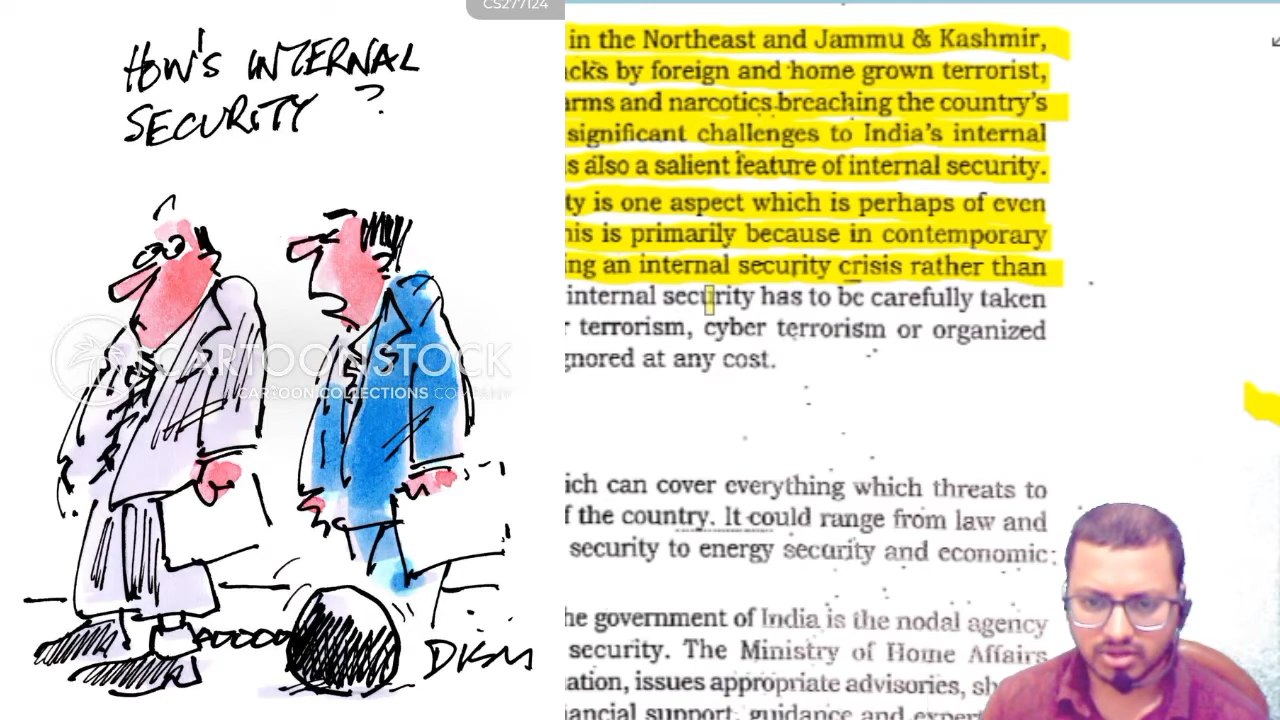 CS277124
HOW'S INTERNAL
SECURITY ?
CARTOONSTOCK
CARTOON COLLECTIONS COMPANY
DISM
in the Northeast and Jammu & Kashmir,
acks by foreign and home grown terrorist,
arms and narcotics breaching the country's
significant challenges to India's internal
s also a salient feature of internal security.
ty is one aspect which is perhaps of even
his is primarily because in contemporary
ing an internal security crisis rather than
internal security has to be carefully taken
r terrorism, cyber terrorism or organized
gnored at any cost.
ich can cover everything which threats to
f the country. It could range from law and
security to energy security and economic
he government of India is the nodal agency
security. The Ministry of Home Affairs
ation, issues appropriate advisories, sh
ancial support, guidance and expert